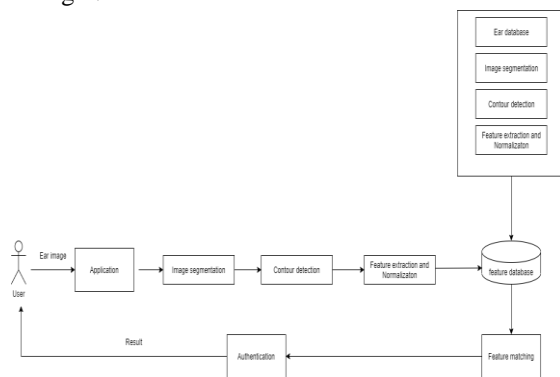 Ear database
Image segmentation
Contour detection
Feature extraction and
Normalizaton
Ear image
Application
Image segmentation
Contour detection
Feature extraction and
Normalizaton
feature database
User
Result
Authentication
Feature matching